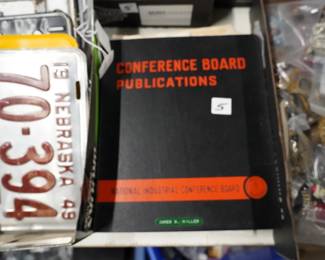 CONFERENCE BOARD
PUBLICATIONS
5
NATIONAL INDUSTRIAL CONFERENCE BOARD
19 NEBRASKA 49
70-394